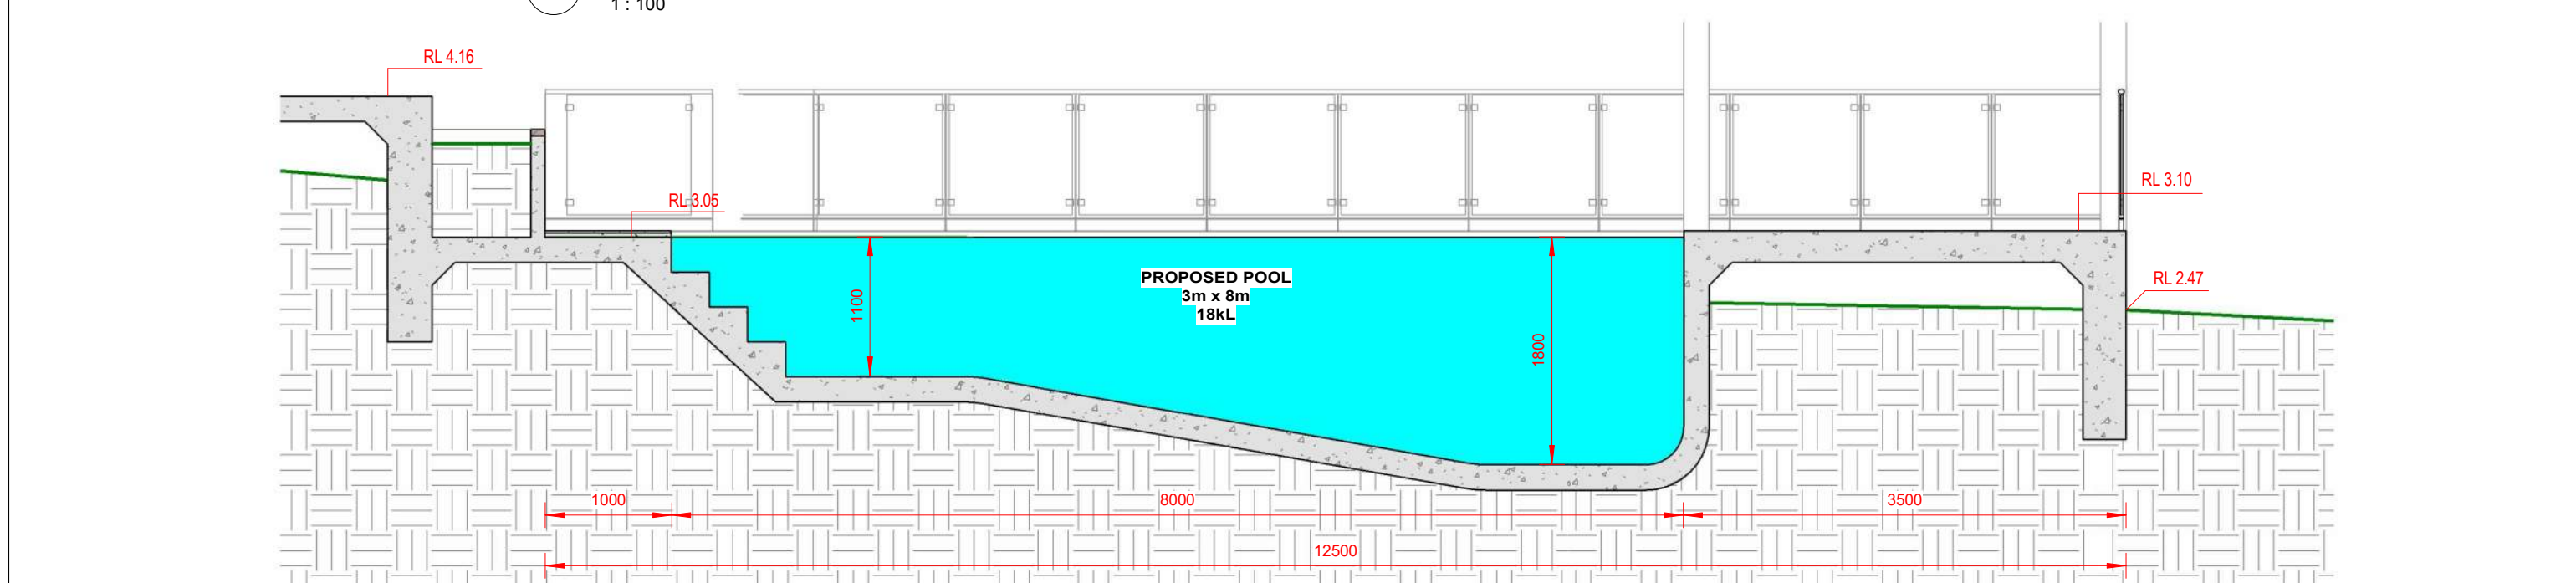 1 : 100
RL 4.16
RL 3.05
RL 3.10
PROPOSED POOL
3m x 8m
18kL
RL 2.47
1100
1800
1000
8000
3500
12500